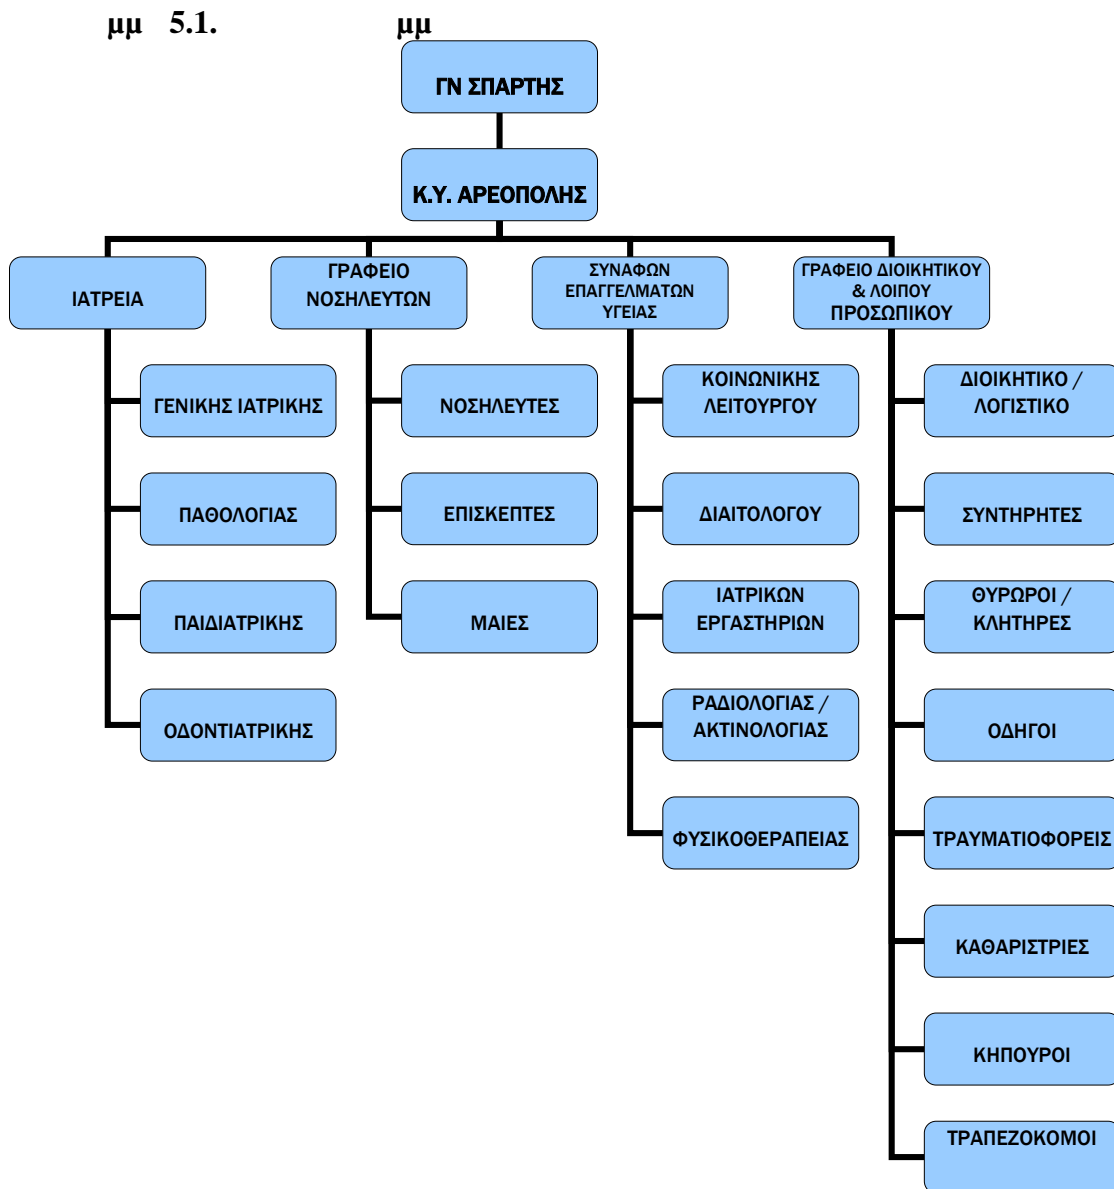 μμ 5.1. μμ
ΓΝ ΣΠΑΡΤΗΣ
Κ.Υ. ΑΡΕΟΠΟΛΗΣ
ΙΑΤΡΕΙΑ
ΓΕΝΙΚΗΣ ΙΑΤΡΙΚΗΣ
ΠΑΘΟΛΟΓΙΑΣ
ΠΑΙΔΙΑΤΡΙΚΗΣ
ΟΔΟΝΤΙΑΤΡΙΚΗΣ
ΓΡΑΦΕΙΟ
ΝΟΣΗΛΕΥΤΩΝ
ΝΟΣΗΛΕΥΤΕΣ
ΕΠΙΣΚΕΠΤΕΣ
ΜΑΙΕΣ
ΣΥΝΑΦΩΝ
ΕΠΑΓΓΕΛΜΑΤΩΝ
ΥΓΕΙΑΣ
ΚΟΙΝΩΝΙΚΗΣ
ΛΕΙΤΟΥΡΓΟΥ
ΔΙΑΙΤΟΛΟΓΟΥ
ΙΑΤΡΙΚΩΝ
ΕΡΓΑΣΤΗΡΙΩΝ
ΡΑΔΙΟΛΟΓΙΑΣ /
ΑΚΤΙΝΟΛΟΓΙΑΣ
ΦΥΣΙΚΟΘΕΡΑΠΕΙΑΣ
ΓΡΑΦΕΙΟ ΔΙΟΙΚΗΤΙΚΟΥ
& ΛΟΙΠΟΥ
ΠΡΟΣΩΠΙΚΟΥ
ΔΙΟΙΚΗΤΙΚΟ /
ΛΟΓΙΣΤΙΚΟ
ΣΥΝΤΗΡΗΤΕΣ
ΘΥΡΩΡΟΙ /
ΚΛΗΤΗΡΕΣ
ΟΔΗΓΟΙ
ΤΡΑΥΜΑΤΙΟΦΟΡΕΙΣ
ΚΑΘΑΡΙΣΤΡΙΕΣ
ΚΗΠΟΥΡΟΙ
ΤΡΑΠΕΖΟΚΟΜΟΙ